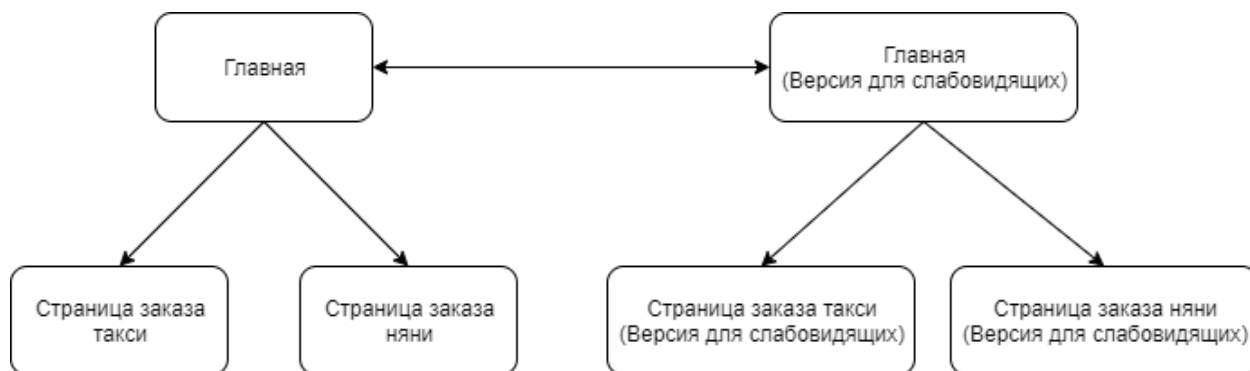 Главная
Главная
(Версия для слабовидящих)
Страница заказа
такси
Страница заказа
няни
Страница заказа такси
(Версия для слабовидящих)
Страница заказа няни
(Версия для слабовидящих)